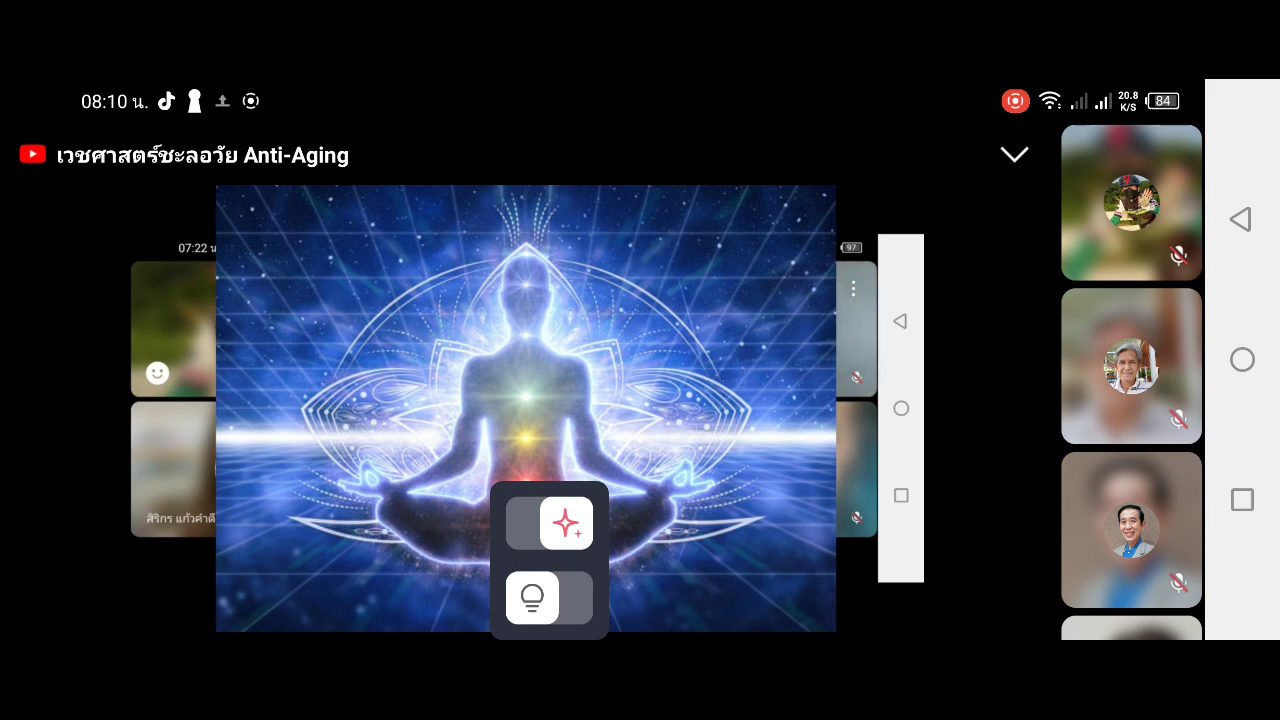 08:10 น.
20.8
K/S
84
เวชศาสตร์ชะลอวัย Anti-Aging
07:22 น
97
สิริกร แก้วคำดี